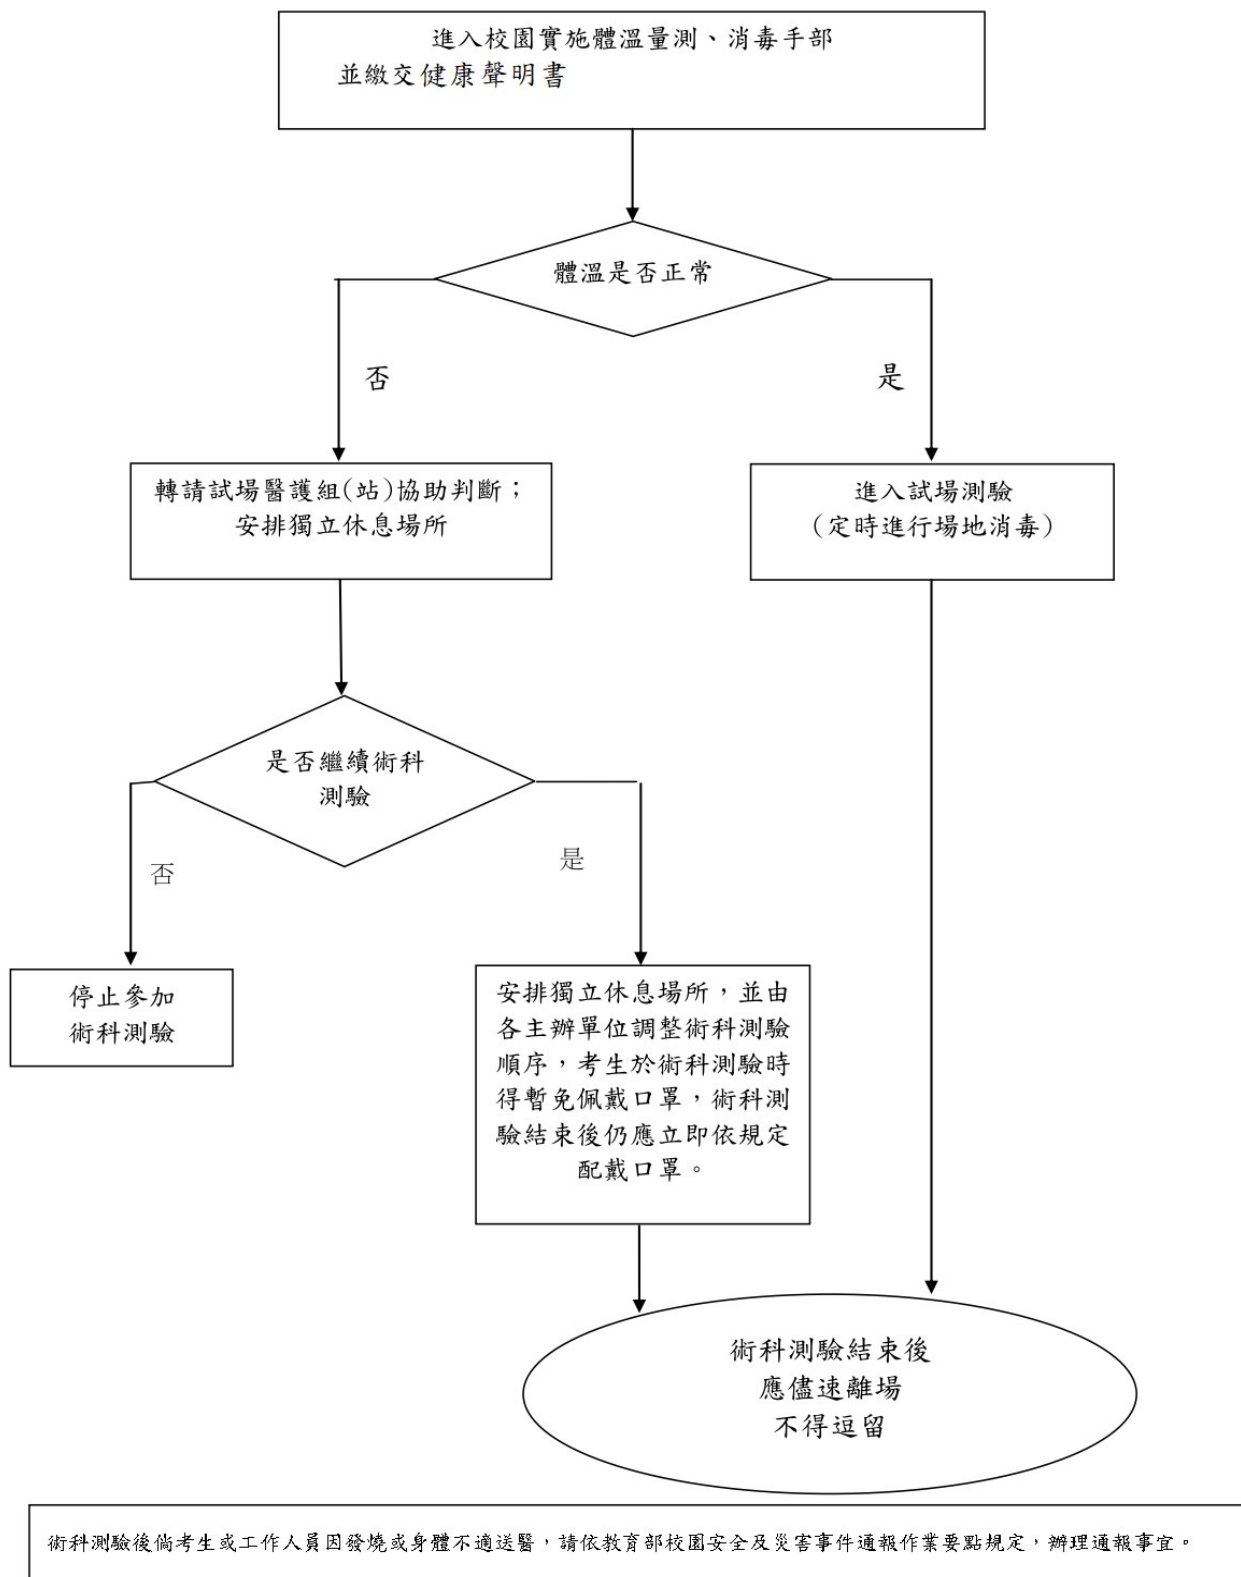 進入校園實施體溫量測、消毒手部
並繳交健康聲明書
體溫是否正常
否
是
轉請試場醫護組(站)協助判斷；
安排獨立休息場所
進入試場測驗
(定時進行場地消毒)
是否繼續術科
測驗
否
是
停止參加
術科測驗
安排獨立休息場所，並由
各主辦單位調整術科測驗
順序，考生於術科測驗時
得暫免佩戴口罩，術科測
驗結束後仍應立即依規定
配戴口罩。
術科測驗結束後
應儘速離場
不得逗留
術科測驗後倘考生或工作人員因發燒或身體不適送醫，請依教育部校園安全及災害事件通報作業要點規定，辦理通報事宜。